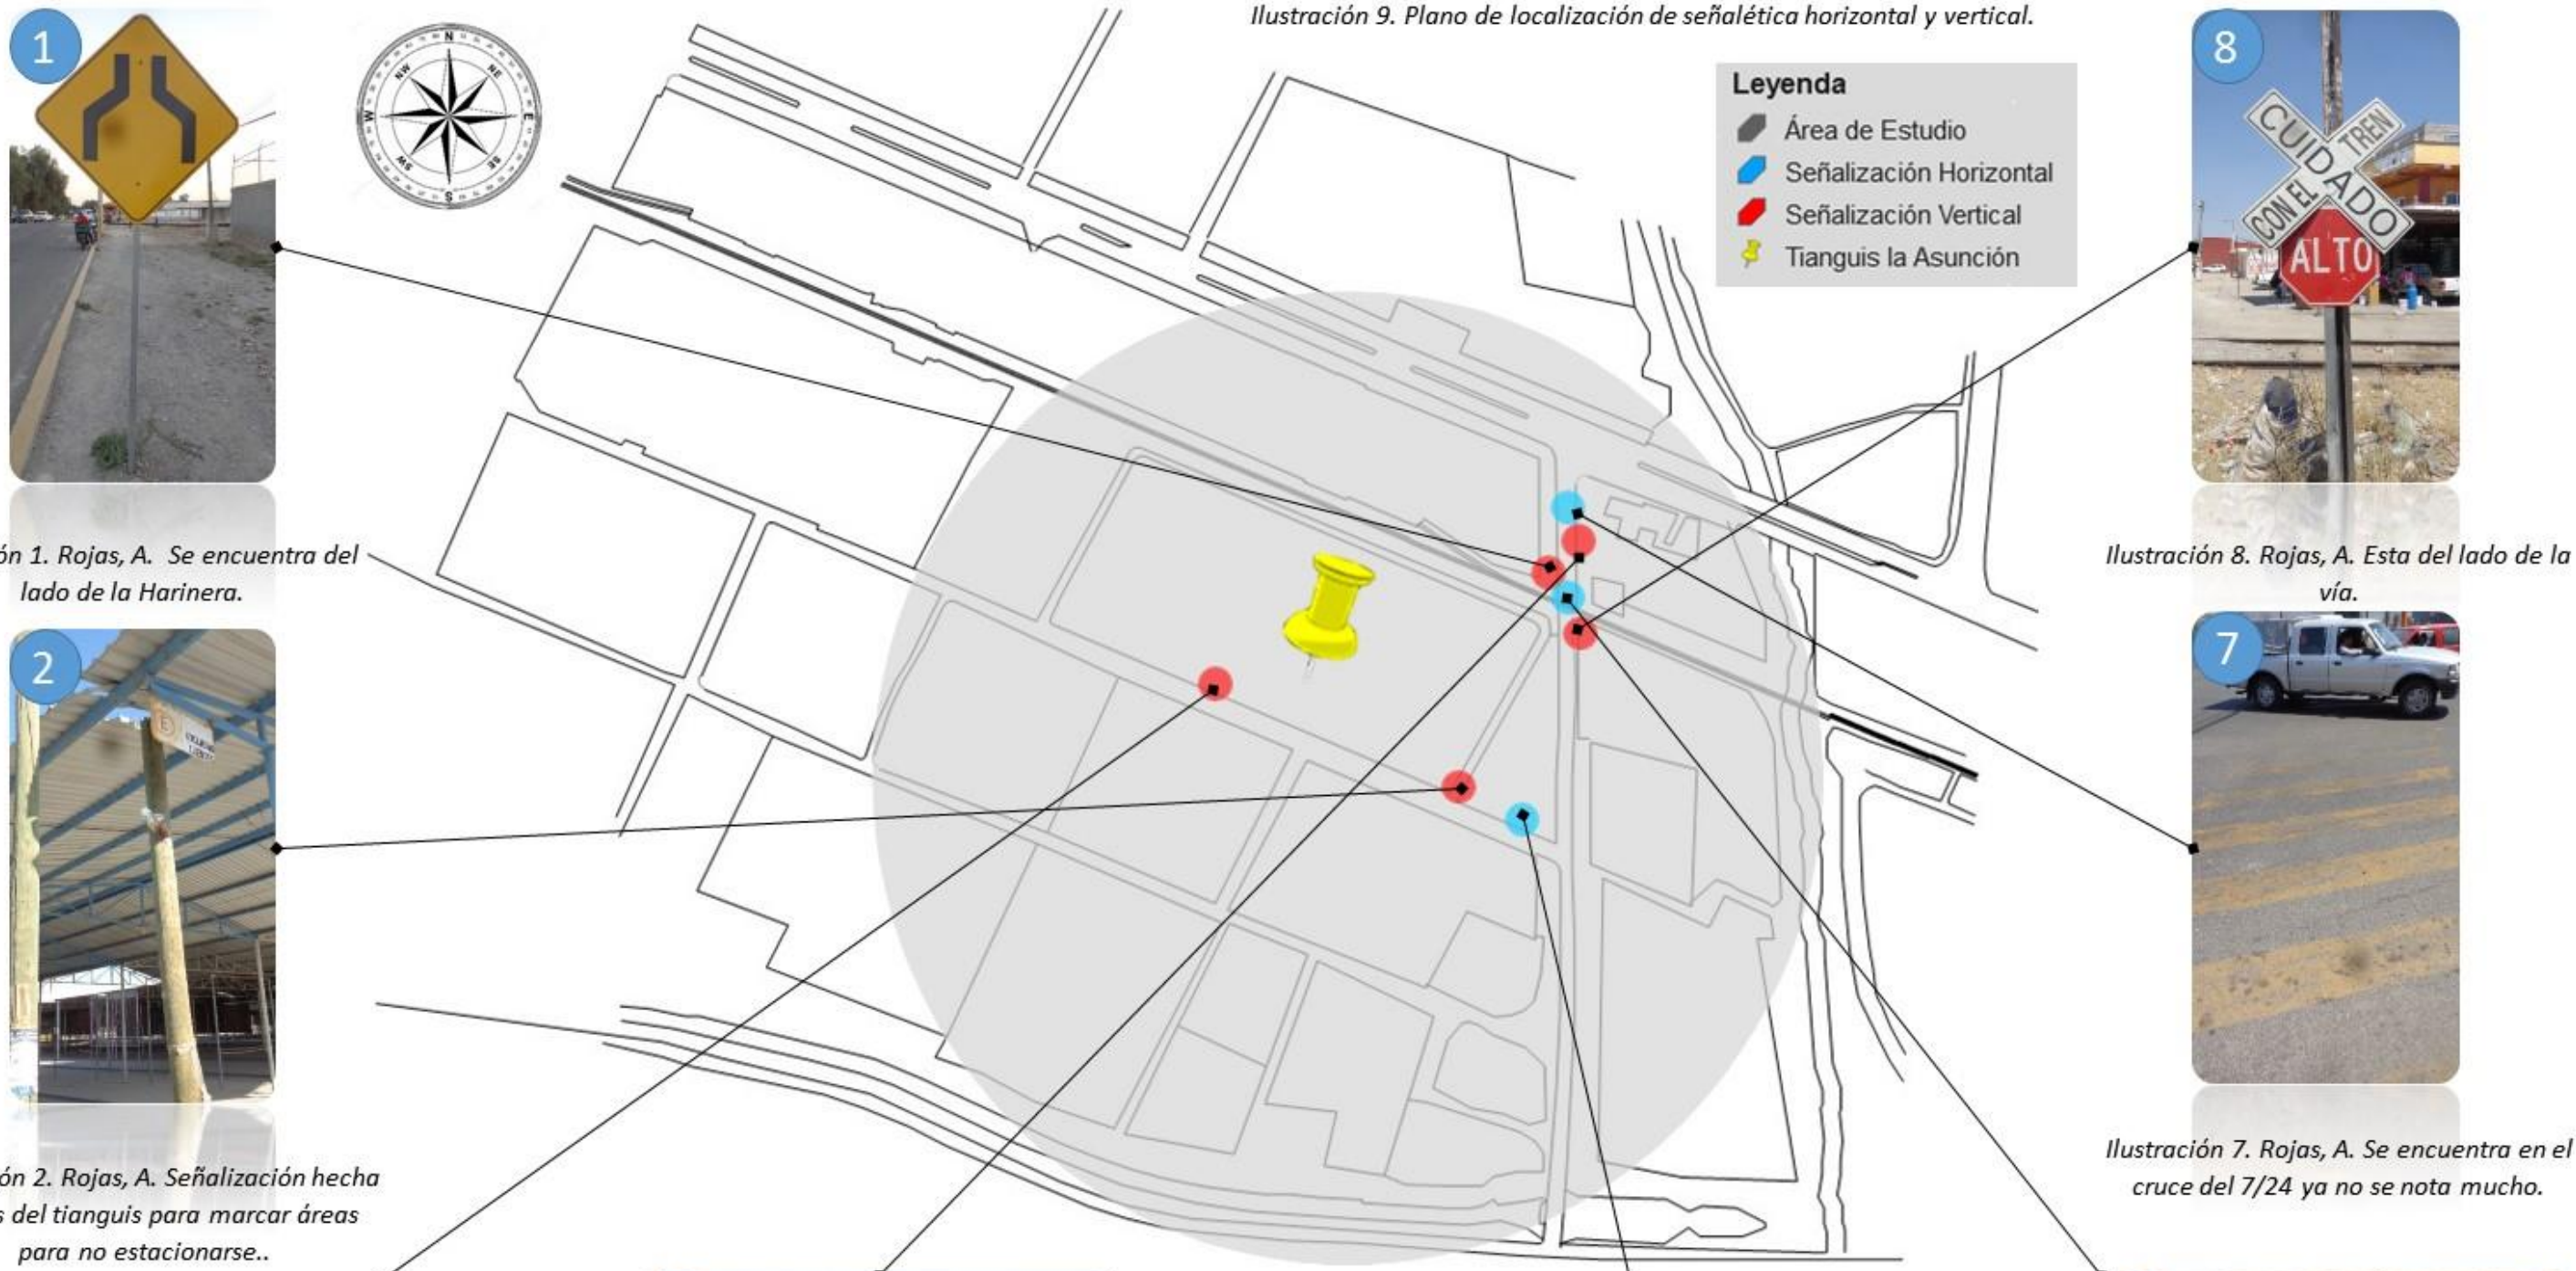 Ilustración 9. Plano de localización de señalética horizontal y vertical.
1
N
NE
E
SE
S
SW
W
NW
Leyenda
Área de Estudio
Señalización Horizontal
Señalización Vertical
Tianguis la Asunción
8
CUIDADO
CON EL TREN
ALTO
ón 1. Rojas, A. Se encuentra del
lado de la Harinera.
Ilustración 8. Rojas, A. Esta del lado de la
vía.
2
E
7
ón 2. Rojas, A. Señalización hecha
s del tianguis para marcar áreas
para no estacionarse..
Ilustración 7. Rojas, A. Se encuentra en el
cruce del 7/24 ya no se nota mucho.